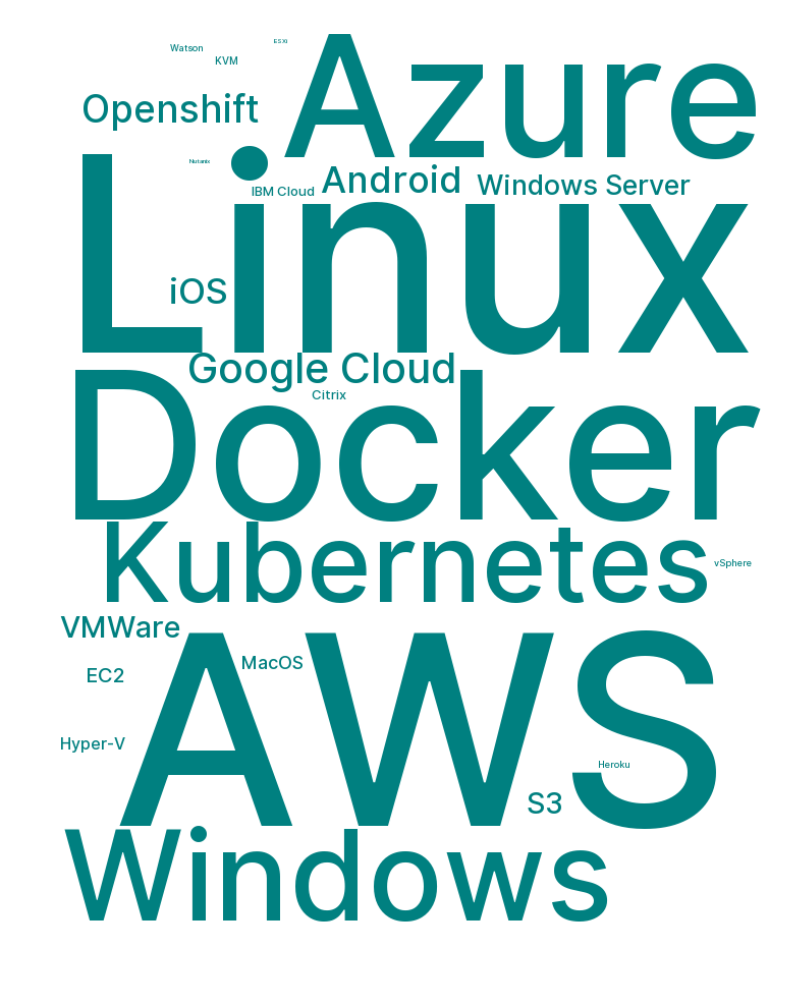 ESXi
Watson
KVM
Azure
Openshift
Nutanix
Linux
IBM Cloud
Android
Windows Server
iOS
Google Cloud
Citrix
Docker
Kubernetes
vSphere
VMWare
AWS
MacOS
EC2
Hyper-V
Heroku
S3
Windows